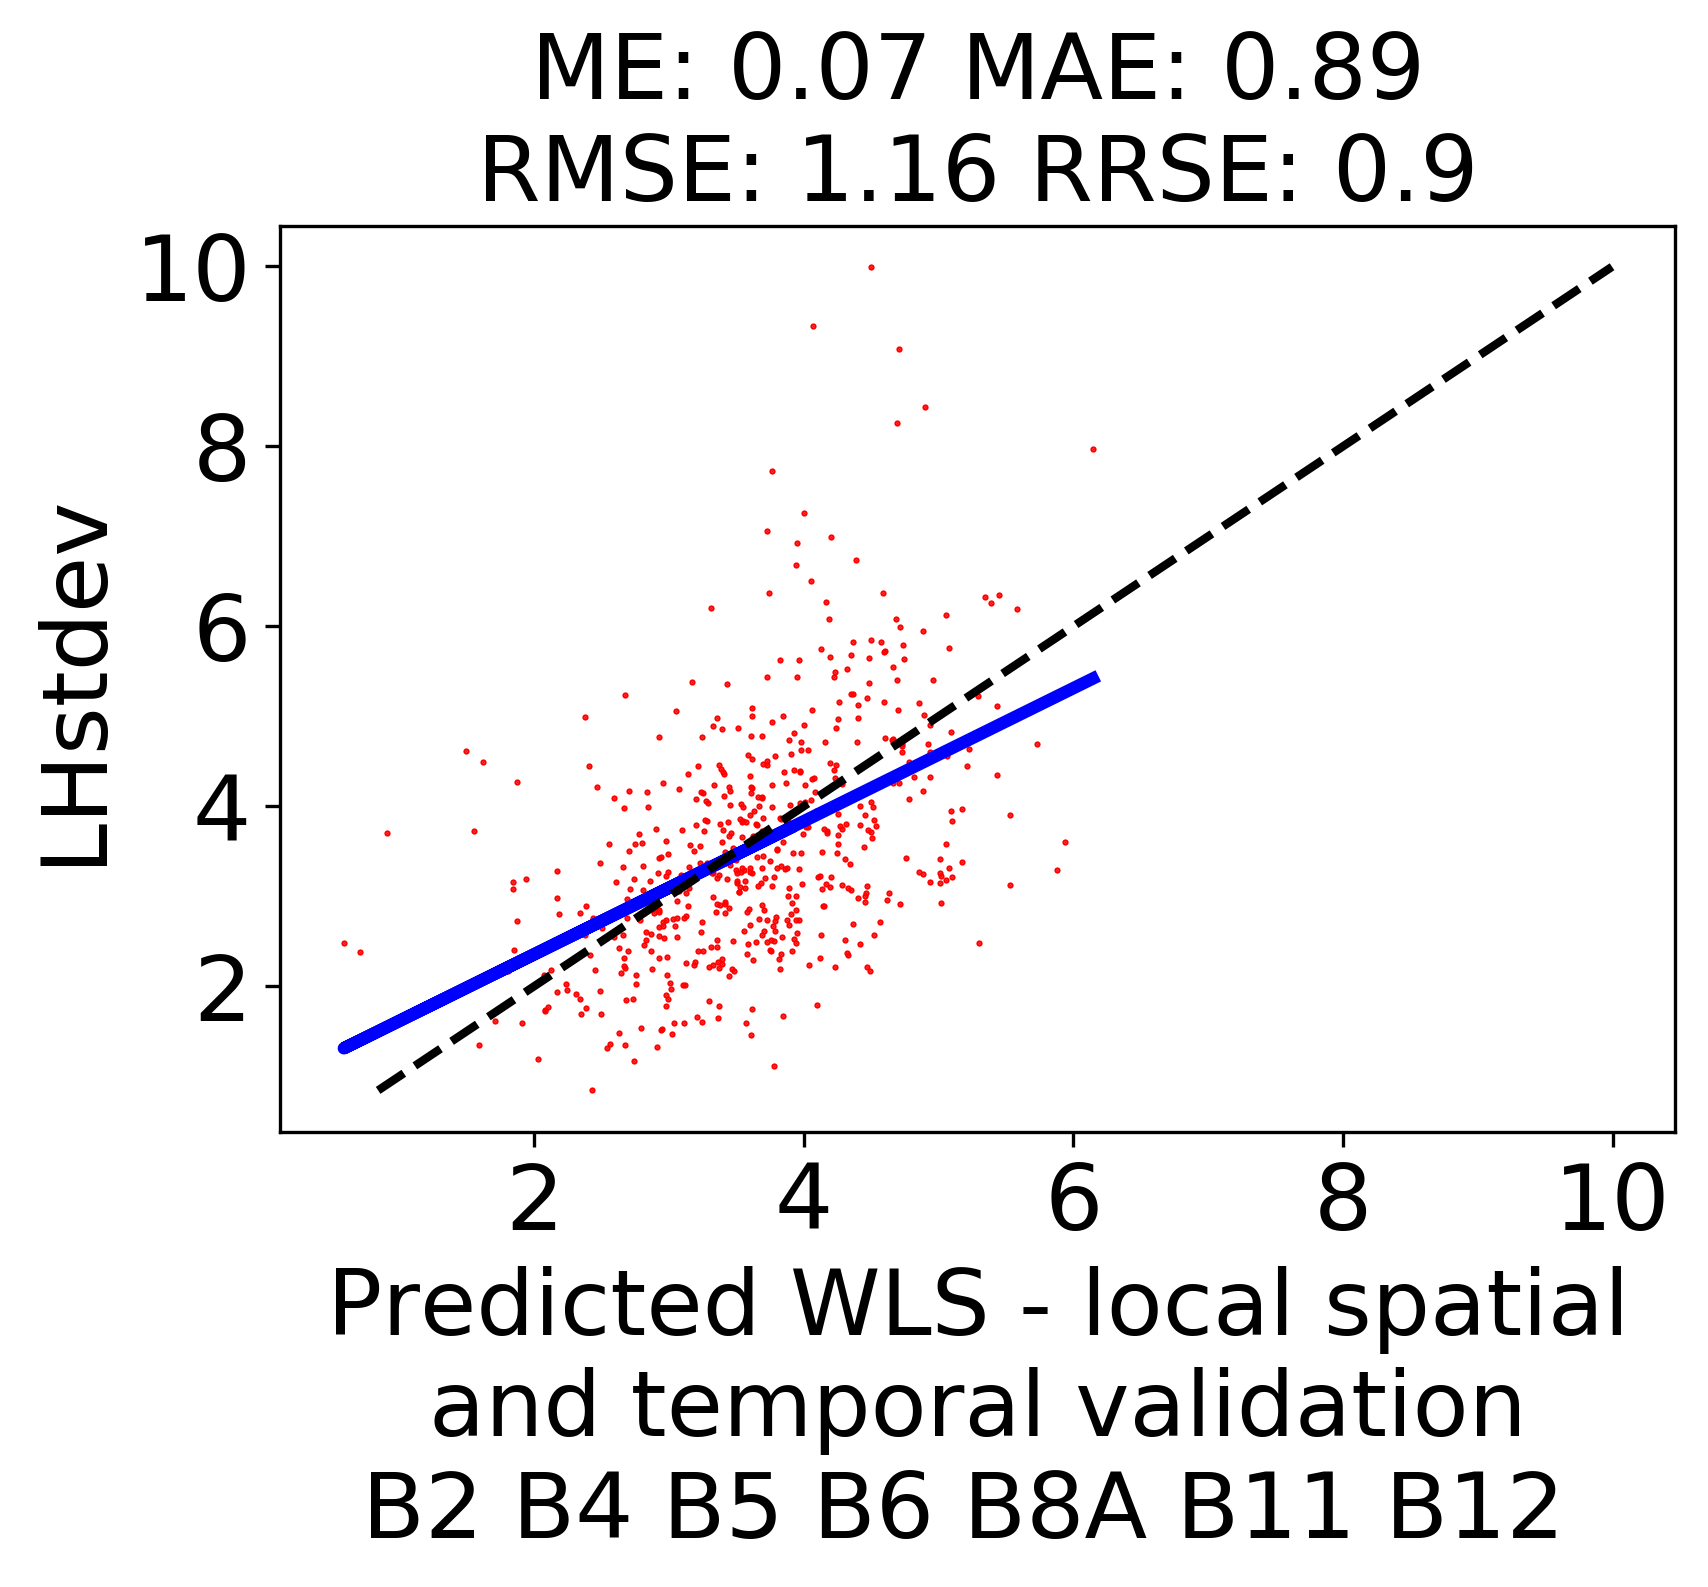 ME: 0.07 MAE: 0.89
RMSE: 1.16 RRSE: 0.9
10
8
6
4
2
LHstdev
2 4 6 8 10
Predicted WLS - local spatial
and temporal validation
B2 B4 B5 B6 B8A B11 B12